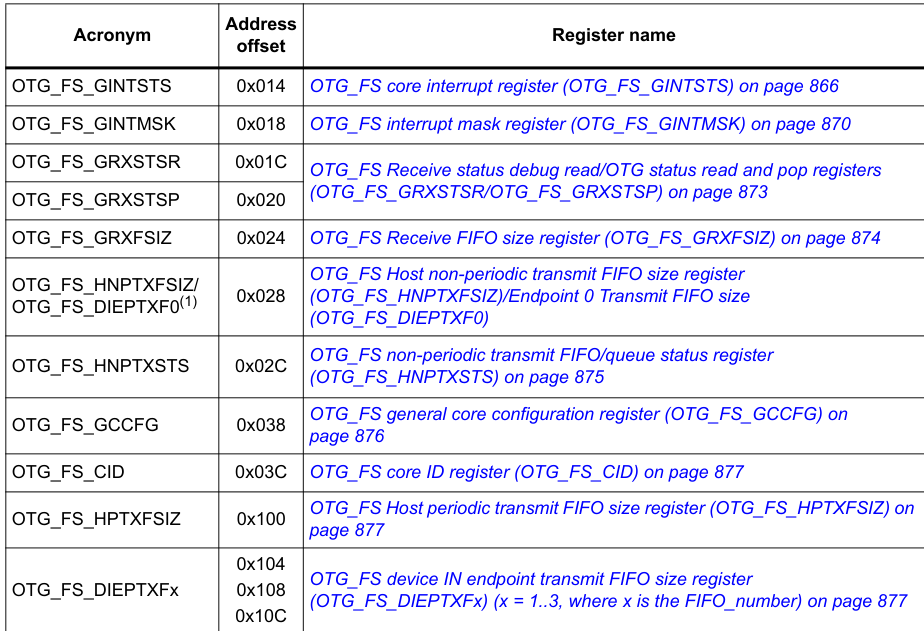 Acronym
Address
offset
Register name
OTG_FS_GINTSTS
0x014
OTG_FS core interrupt register (OTG_FS_GINTSTS) on page 866
OTG_FS_GINTMSK
0x018
OTG_FS interrupt mask register (OTG_FS_GINTMSK) on page 870
OTG_FS_GRXSTSR
0x01C
OTG_FS Receive status debug read/OTG status read and pop registers
(OTG_FS_GRXSTSR/OTG_FS_GRXSTSP) on page 873
OTG_FS_GRXSTSP
0x020
OTG_FS_GRXFSIZ
0x024
OTG_FS Receive FIFO size register (OTG_FS_GRXFSIZ) on page 874
OTG_FS_HNPTXFSIZ/
OTG_FS_DIEPTXF0(1)
0x028
OTG_FS Host non-periodic transmit FIFO size register
(OTG_FS_HNPTXFSIZ)/Endpoint 0 Transmit FIFO size
(OTG_FS_DIEPTXF0)
OTG_FS_HNPTXSTS
0x02C
OTG_FS non-periodic transmit FIFO/queue status register
(OTG_FS_HNPTXSTS) on page 875
OTG_FS_GCCFG
0x038
OTG_FS general core configuration register (OTG_FS_GCCFG) on
page 876
OTG_FS_CID
0x03C
OTG_FS core ID register (OTG_FS_CID) on page 877
OTG_FS_HPTXFSIZ
0x100
OTG_FS Host periodic transmit FIFO size register (OTG_FS_HPTXFSIZ) on
page 877
OTG_FS_DIEPTXFx
0x104
0x108
0x10C
OTG_FS device IN endpoint transmit FIFO size register
(OTG_FS_DIEPTXFx) (x = 1..3, where x is the FIFO_number) on page 877